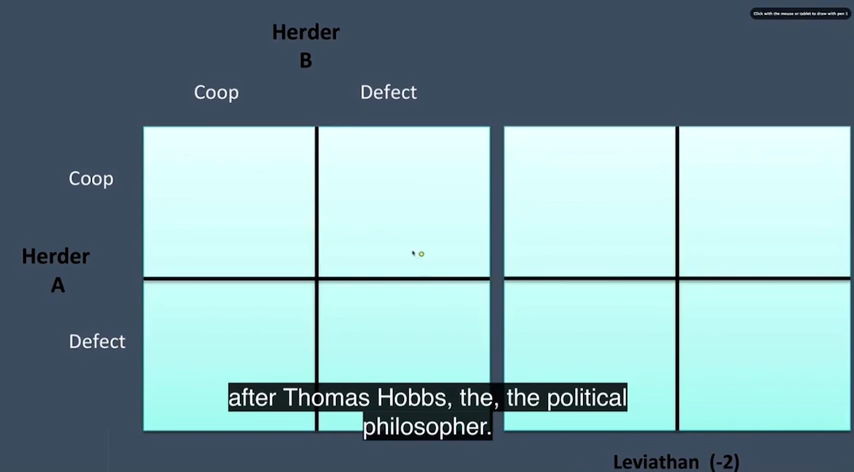 Click with the mouse or tablet to draw with pen 1
Herder
B
Coop
Defect
Coop
Herder
A
Defect
after Thomas Hobbs, the, the political
philosopher.
Leviathan (-2)